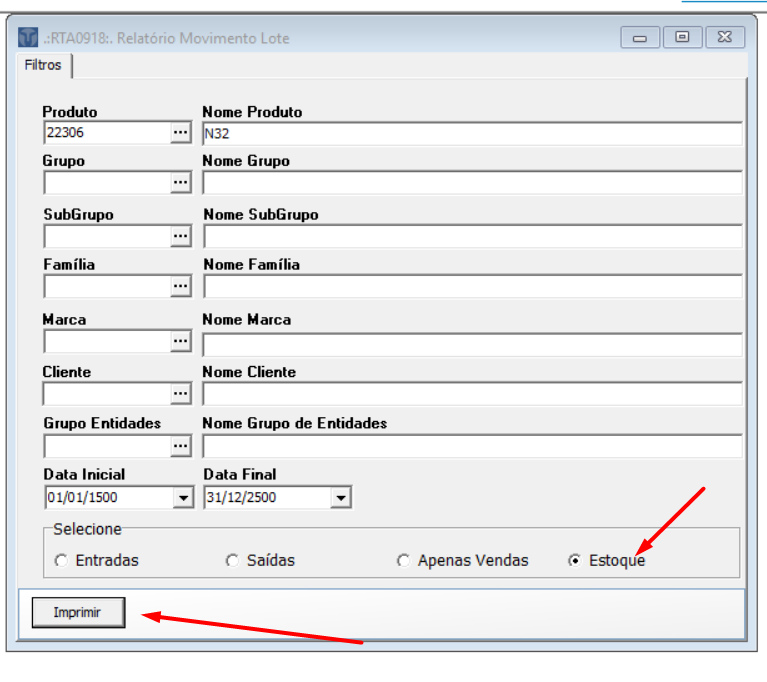 .:RTA0918:. Relatório Movimento Lote
Filtros
Produto Nome Produto
22306 ... N32
Grupo Nome Grupo
...
SubGrupo Nome SubGrupo
...
Família Nome Família
...
Marca Nome Marca
...
Cliente Nome Cliente
...
Grupo Entidades Nome Grupo de Entidades
...
Data Inicial Data Final
01/01/1500 31/12/2500
Selecione
Entradas Saídas Apenas Vendas Estoque
Imprimir